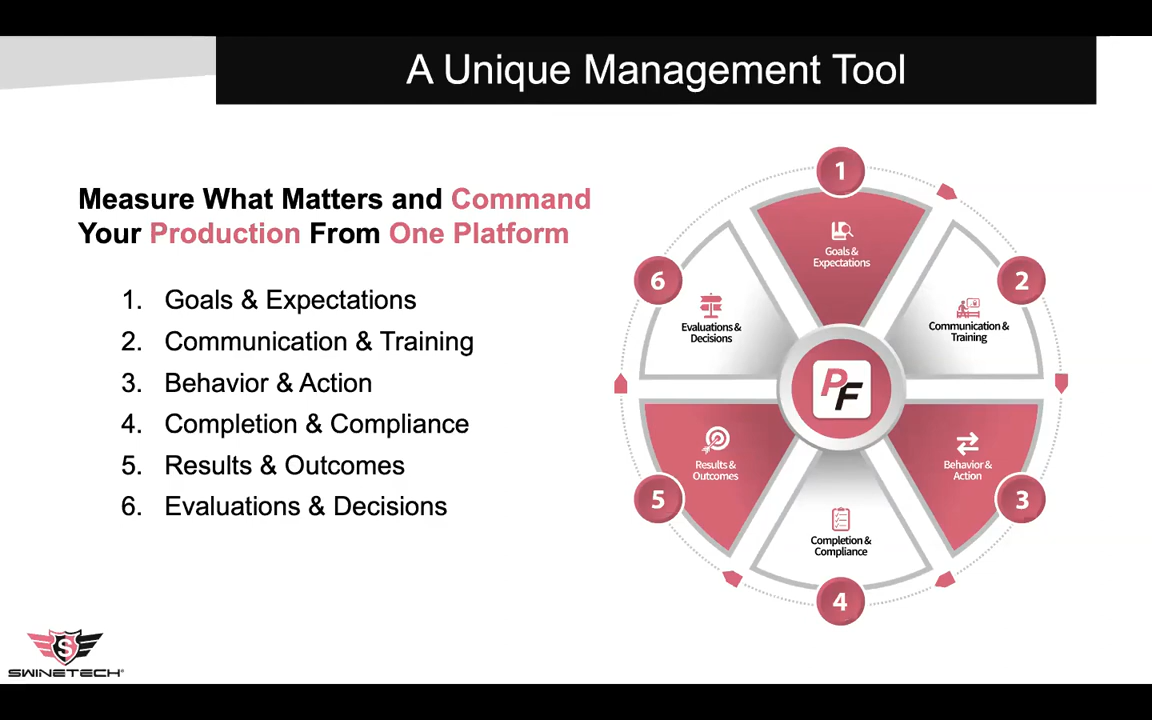 A Unique Management Tool
Measure What Matters and Command
Your Production From One Platform
1. Goals & Expectations
2. Communication & Training
3. Behavior & Action
4. Completion & Compliance
5. Results & Outcomes
6. Evaluations & Decisions
1
Goals &
Expectations
2
Communication &
Training
3
Behavior &
Action
4
Completion &
Compliance
5
Results &
Outcomes
6
Evaluations &
Decisions
PF
S
SWINETECH®